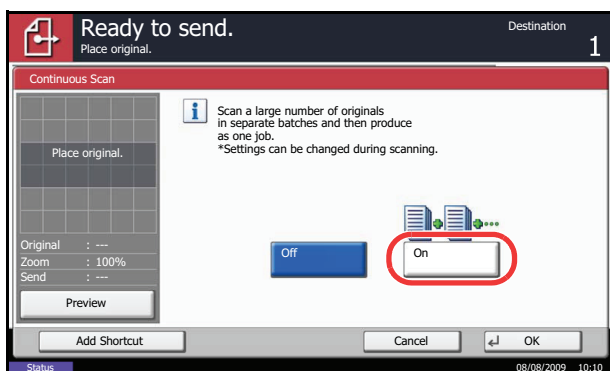 Ready to send.
Destination
Place original.
1
Continuous Scan
Scan a large number of originals
in separate batches and then produce
as one job.
*Settings can be changed during scanning.
Place original.
Original : ---
Zoom : 100%
Send : ---
Off
On
Preview
Add Shortcut
Cancel
OK
Status
08/08/2009 10:10